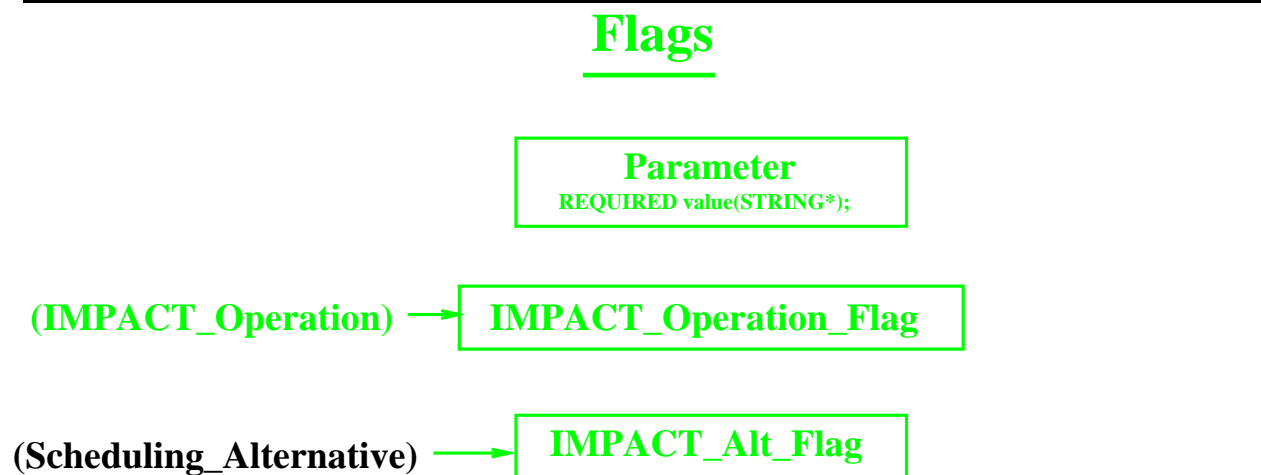 Flags
Parameter
REQUIRED value(STRING*);
(IMPACT_Operation) IMPACT_Operation_Flag
(Scheduling_Alternative) IMPACT_Alt_Flag